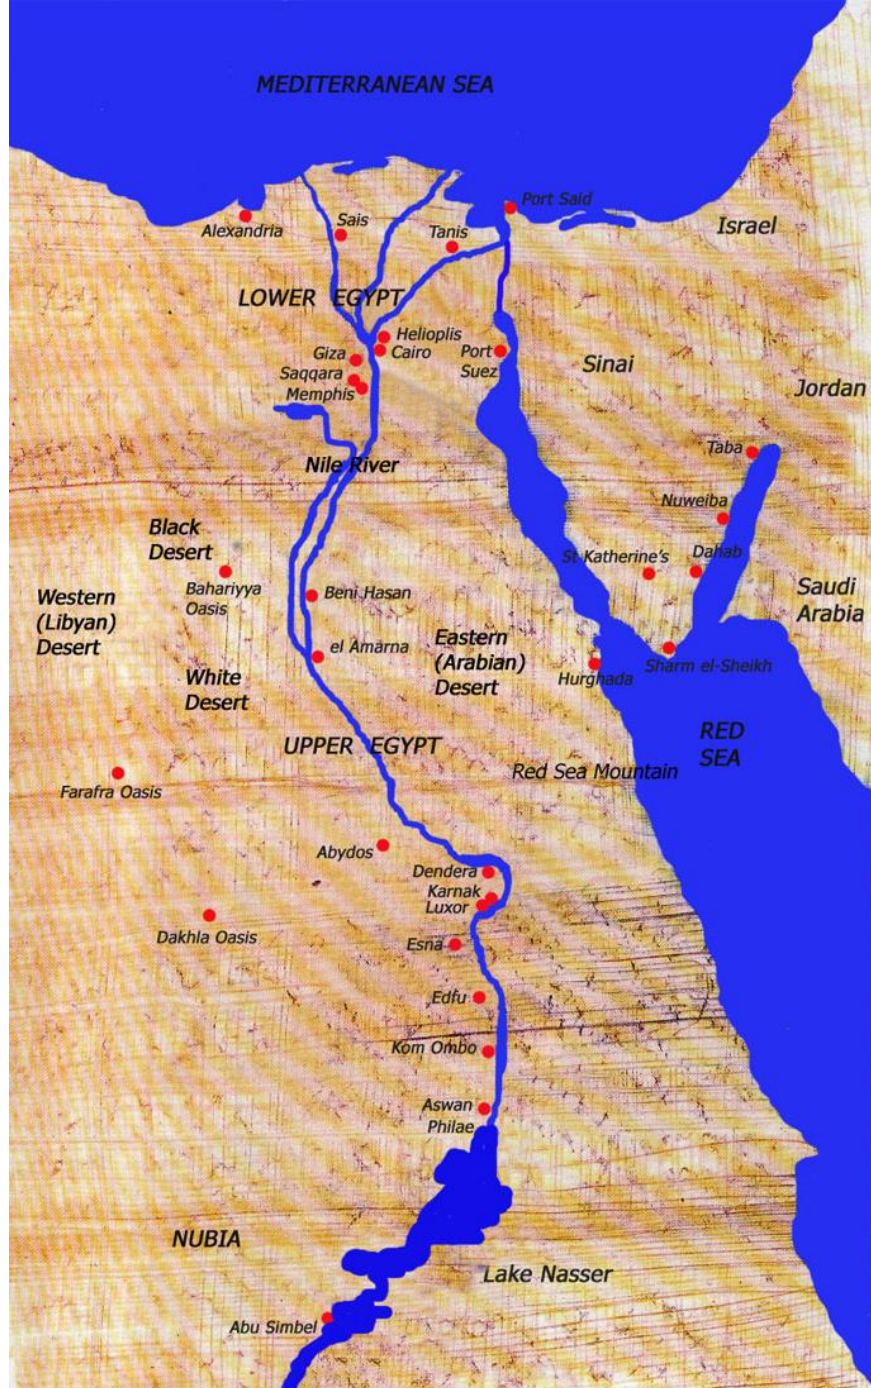 MEDITERRANEAN SEA
Port Said
Alexandria
Sais
Tanis
Israel
LOWER EGYPT
Helioplis
Cairo
Giza
Port
Suez
Saqqara
Memphis
Sinai
Jordan
Nile River
Taba
Nuweiba
Black
Desert
St Katherine's
Dahab
Bahariyya
Oasis
Beni Hasan
Western
(Libyan)
Desert
Saudi
Arabia
el Amarna
Eastern
(Arabian)
Desert
White
Desert
Hurghada
Sharm el-Sheikh
UPPER EGYPT
RED
SEA
Red Sea Mountain
Farafra Oasis
Abydos
Dendera
Karnak
Luxor
Dakhla Oasis
Esna
Edfu
Kom Ombo
Aswan
Philae
NUBIA
Lake Nasser
Abu Simbel